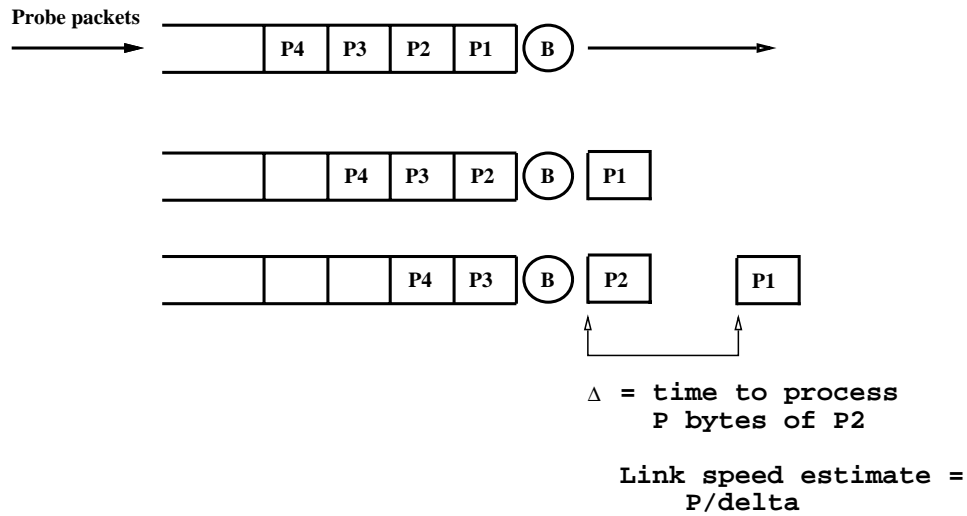 Probe packets
P4 P3 P2 P1 B
P4 P3 P2 B P1
P4 P3 B P2 P1
Δ = time to process
P bytes of P2
Link speed estimate =
P/delta